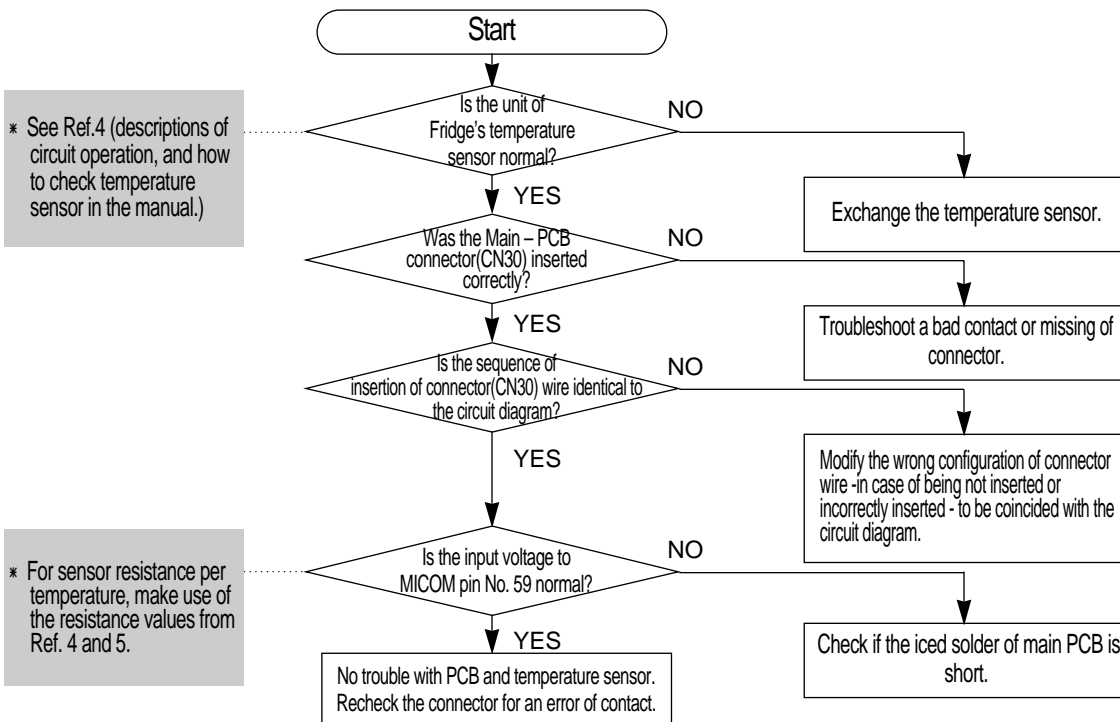 Start
Is the unit of
Fridge's temperature
sensor normal?
NO
* See Ref.4 (descriptions of
circuit operation, and how
to check temperature
sensor in the manual.)
YES
Exchange the temperature sensor.
Was the Main – PCB
connector(CN30) inserted
correctly?
NO
YES
Troubleshoot a bad contact or missing of
connector.
Is the sequence of
insertion of connector(CN30) wire identical to
the circuit diagram?
NO
YES
Modify the wrong configuration of connector
wire -in case of being not inserted or
incorrectly inserted - to be coincided with the
circuit diagram.
Is the input voltage to
MICOM pin No. 59 normal?
NO
* For sensor resistance per
temperature, make use of
the resistance values from
Ref. 4 and 5.
YES
Check if the iced solder of main PCB is
short.
No trouble with PCB and temperature sensor.
Recheck the connector for an error of contact.